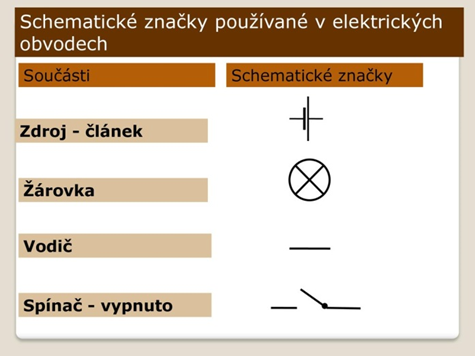 Schematické značky používané v elektrických
obvodech
Součásti
Schematické značky
Zdroj - článek
Žárovka
Vodič
Spínač - vypnuto